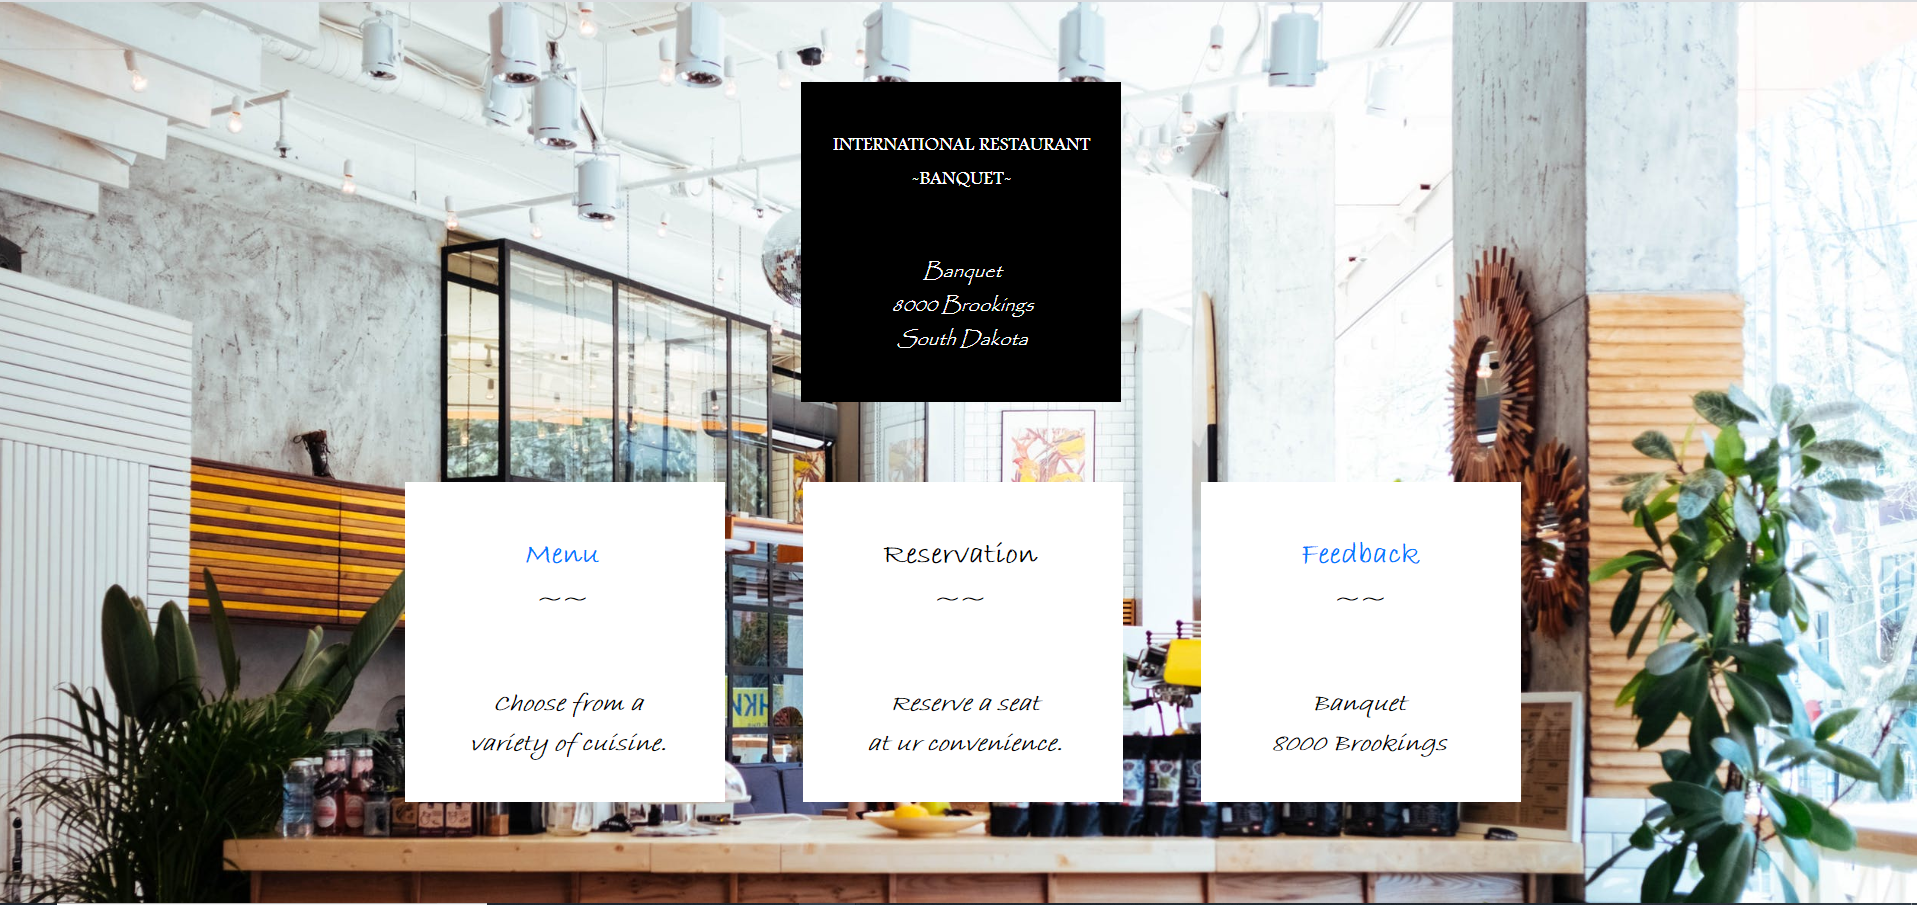 INTERNATIONAL RESTAURANT
~BANQUET~
Banquet
8000 Brookings
South Dakota
Menu
~~
Choose from a
variety of cuisine.
Reservation
~~
Reserve a seat
at ur convenience.
Feedback
~~
Banquet
8000 Brookings